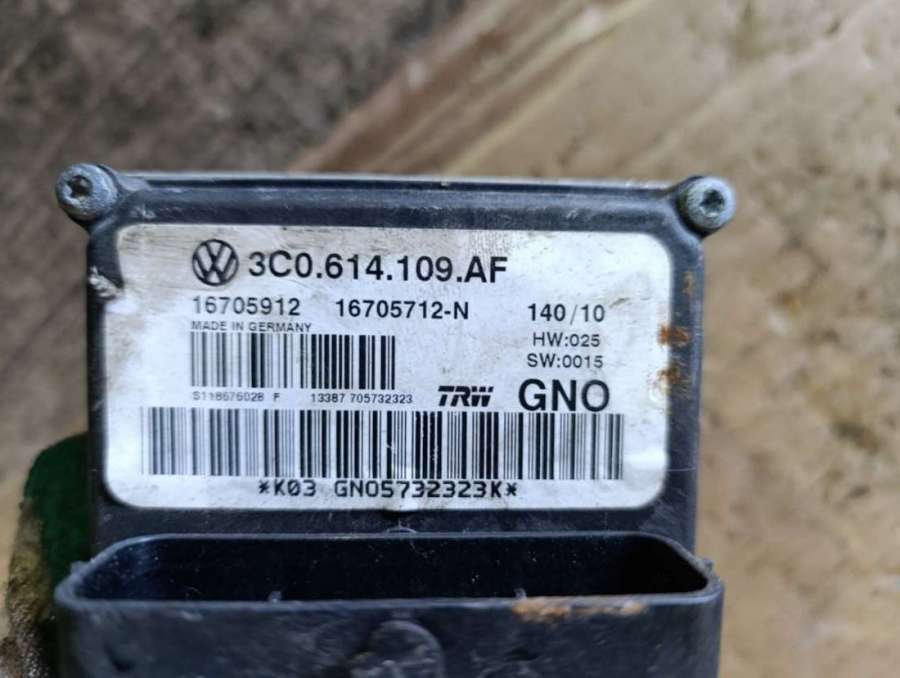 3C0.614.109.AF
16705912 16705712-N 140/10
MADE IN GERMANY HW:025
SW:0015
S118676028 F 13387 705732323 TRW GNO
*K03 GNO5732323K*